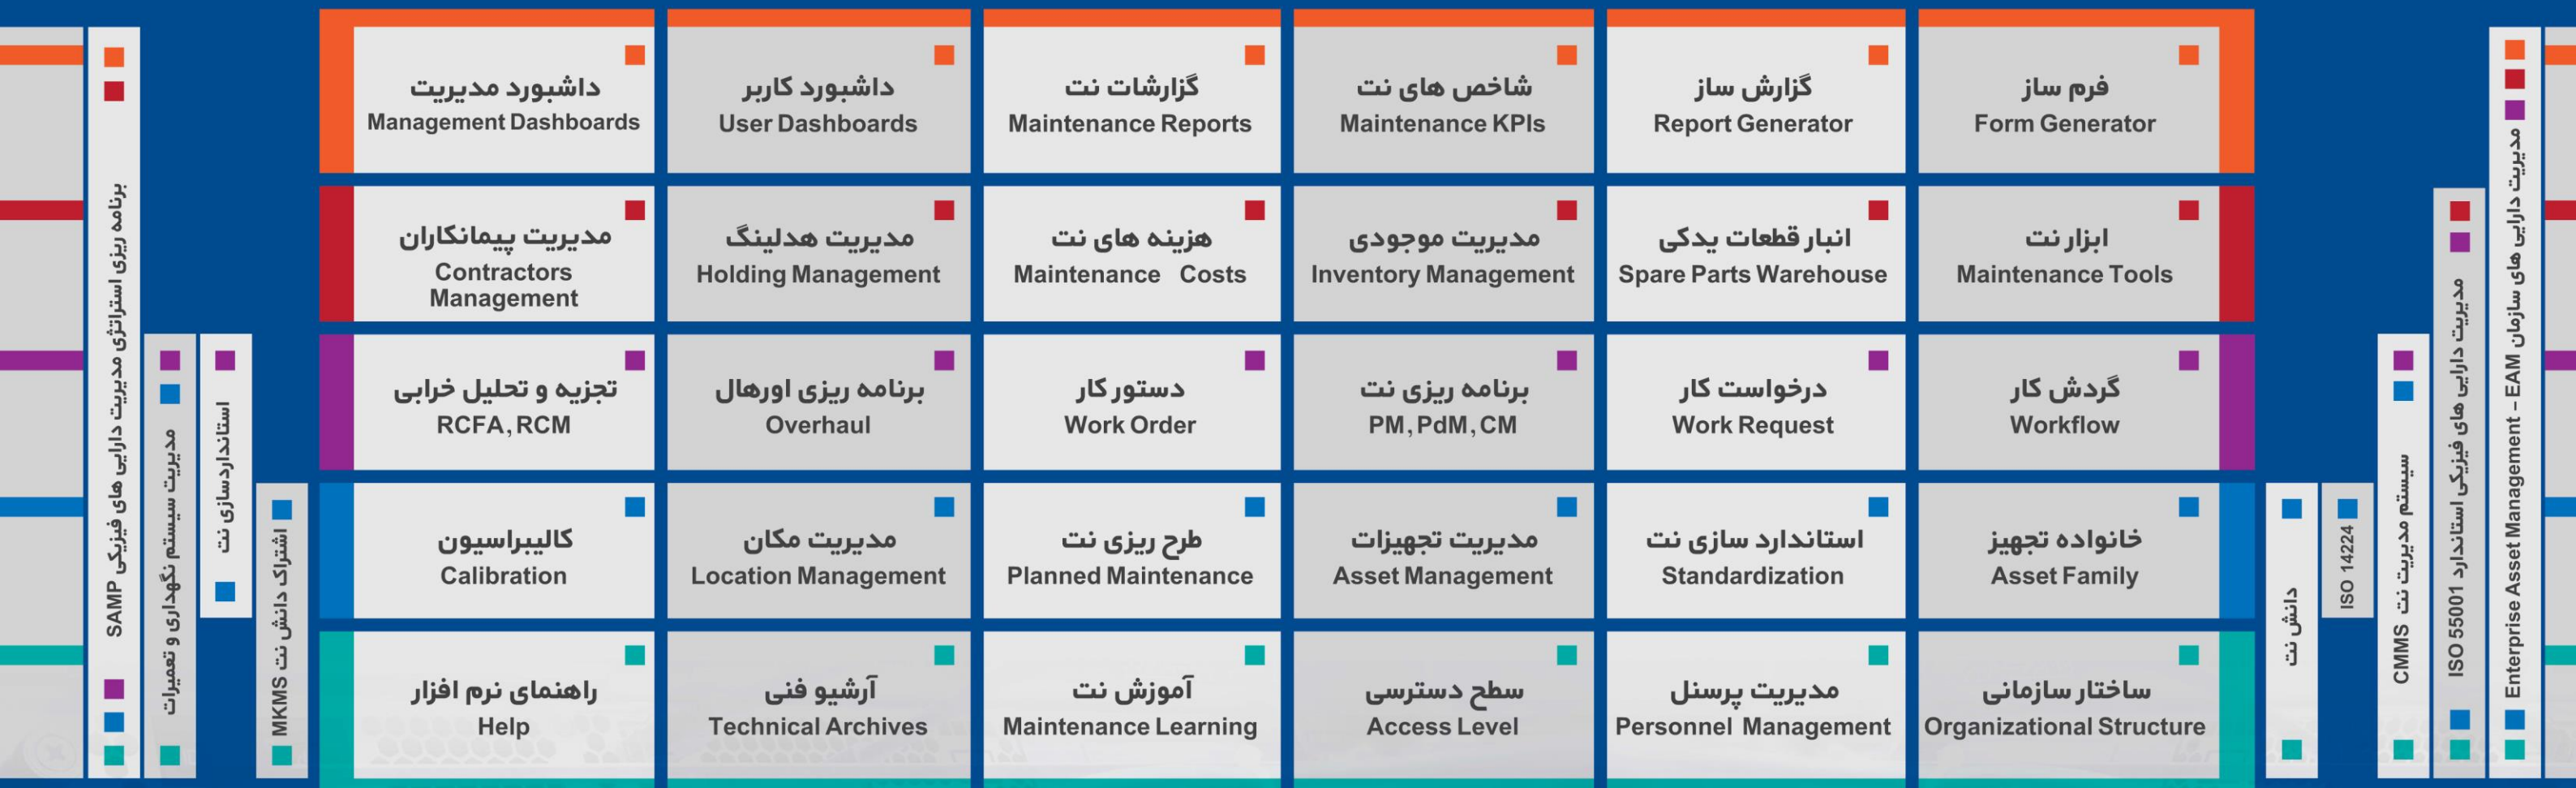 فرم ساز
Form Generator
گزارش ساز
Report Generator
شاخص های نت
Maintenance KPIs
گزارشات نت
Maintenance Reports
داشبورد کاربر
User Dashboards
داشبورد مدیریت
Management Dashboards
ابزار نت
Maintenance Tools
انبار قطعات یدکی
Spare Parts Warehouse
مدیریت موجودی
Inventory Management
هزینه های نت
Maintenance Costs
مدیریت هدلینگ
Holding Management
مدیریت پیمانکاران
Contractors
Management
گردش کار
Workflow
درخواست کار
Work Request
برنامه ریزی نت
PM, PdM, CM
دستور کار
Work Order
برنامه ریزی اورهال
Overhaul
تجزیه و تحلیل خرابی
RCFA, RCM
خانواده تجهیز
Asset Family
استاندارد سازی نت
Standardization
مدیریت تجهیزات
Asset Management
طرح ریزی نت
Planned Maintenance
مدیریت مکان
Location Management
کالیبراسیون
Calibration
ساختار سازمانی
Organizational Structure
مدیریت پرسنل
Personnel Management
سطح دسترسی
Access Level
آموزش نت
Maintenance Learning
آرشیو فنی
Technical Archives
راهنمای نرم افزار
Help
مدیریت دارایی های سازمان Enterprise Asset Management – EAM
مدیریت دارایی های فیزیکی استاندارد ISO 55001
سیستم مدیریت نت CMMS
ISO 14224
دانش نت
اشتراک دانش نت MKMS
استانداردسازی نت
مدیریت سیستم نگهداری و تعمیرات
برنامه ریزی استراتژی مدیریت دارایی های فیزیکی SAMP